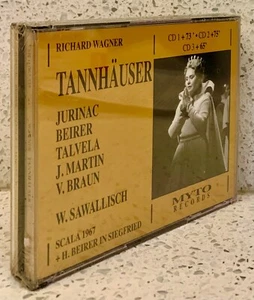 RICHARD WAGNER
TANNHÄUSER
JURINAC
BEIRER
TALVELA
J. MARTIN
V. BRAUN
W. SAWALLISCH
SCALA 1967
+ H. BEIRER IN SIEGFRIED
CD 1 + 73' • CD 2 + 75'
CD 3 + 65'
MYTO
RECORDS